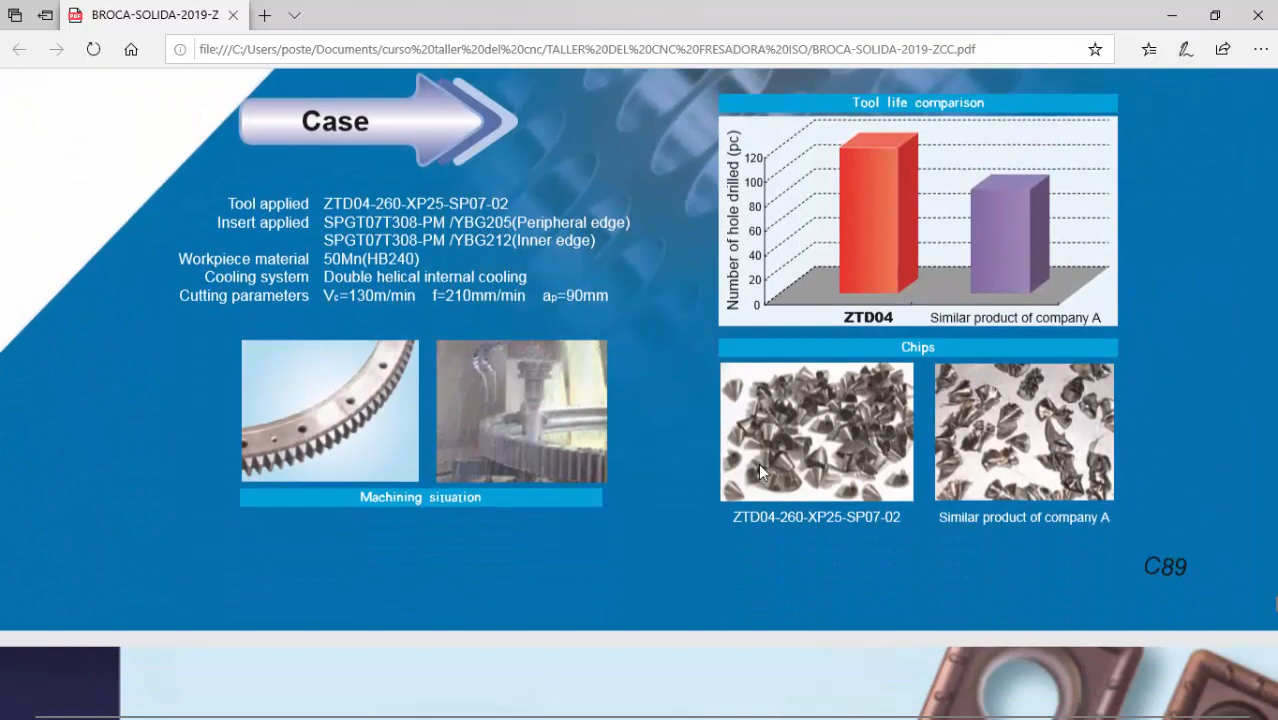 BROCA-SOLIDA-2019-Z
file:///C:/Users/poste/Documents/curso%20taller%20del%20cnc/TALLER%20DEL%20CNC%20FRESADORA%20ISO/BROCA-SOLIDA-2019-ZCC.pdf
Case
Tool applied ZTD04-260-XP25-SP07-02
Insert applied SPGT07T308-PM /YBG205(Peripheral edge)
SPGT07T308-PM /YBG212(Inner edge)
Workpiece material 50Mn(HB240)
Cooling system Double helical internal cooling
Cutting parameters Vc=130m/min f=210mm/min ap=90mm
Machining situation
Tool life comparison
Number of hole drilled (pc)
120
100
80
60
40
20
0
ZTD04 Similar product of company A
Chips
ZTD04-260-XP25-SP07-02 Similar product of company A
C89